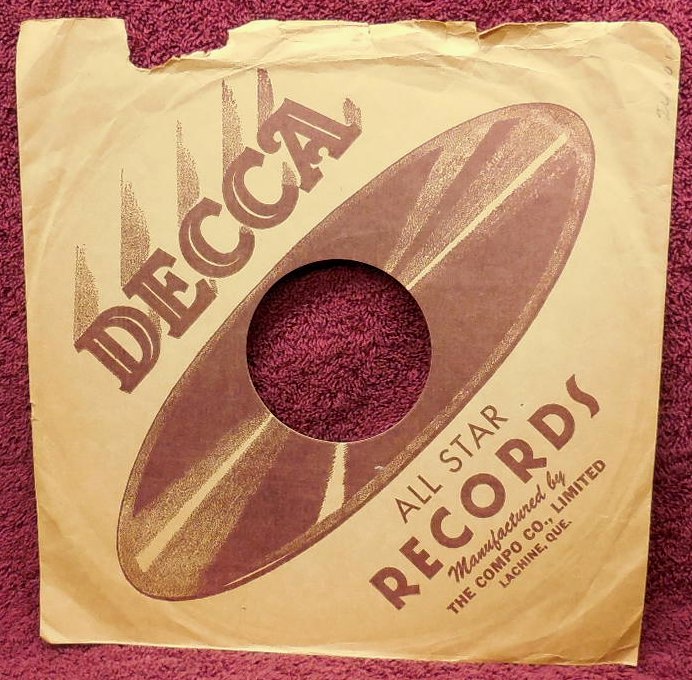 DECCA
ALL STAR
RECORDS
Manufactured by
THE COMPO CO., LIMITED
LACHINE, QUE.